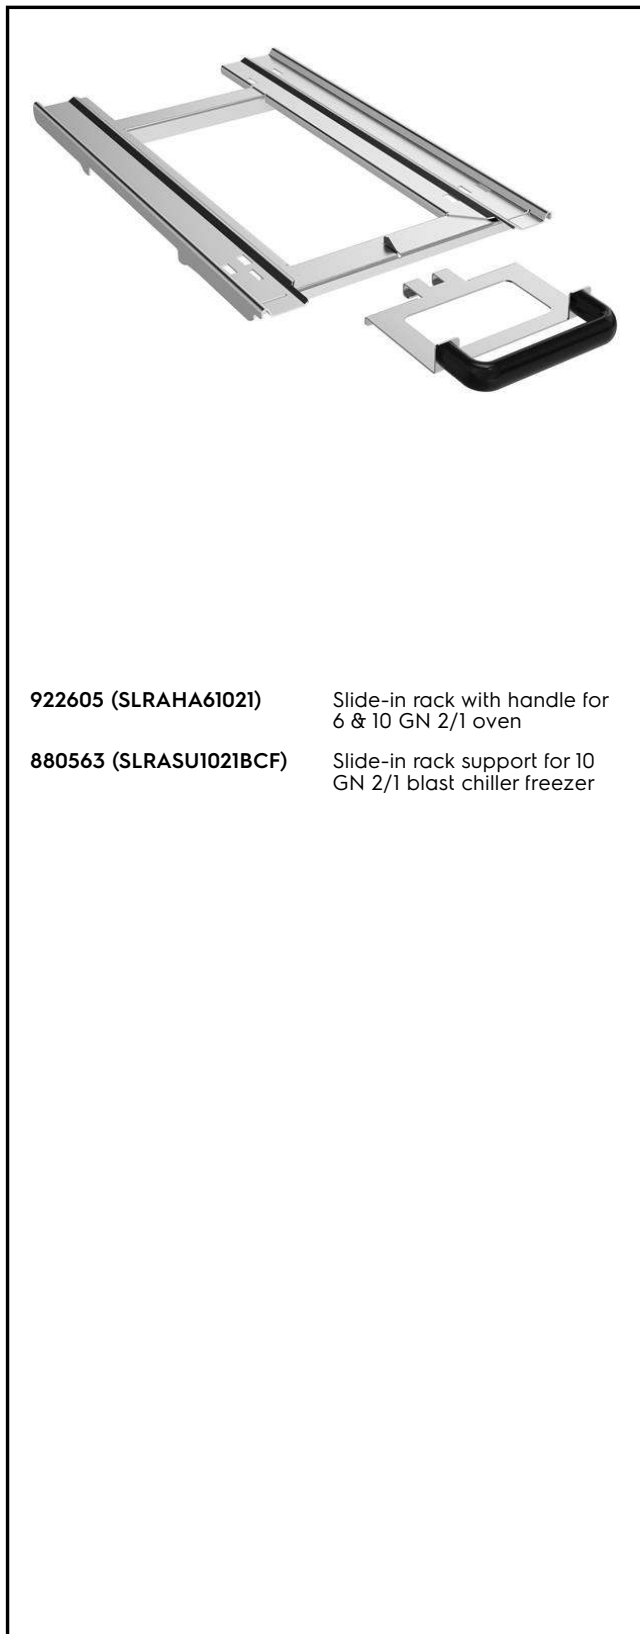 922605 (SLRAHA61021)
Slide-in rack with handle for
6 & 10 GN 2/1 oven
880563 (SLRASU1021BCF)
Slide-in rack support for 10
GN 2/1 blast chiller freezer